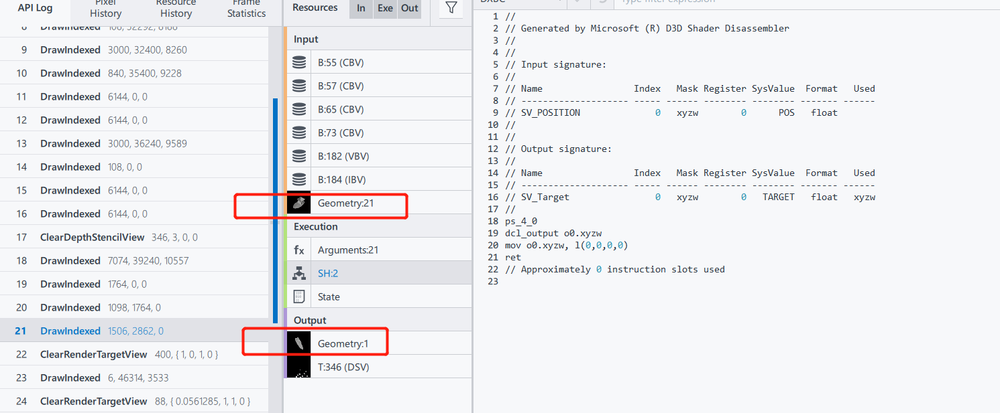 API Log
Pixel
History
Resource
History
Frame
Statistics
8 DrawIndexed 108, 32292, 8188
9 DrawIndexed 3000, 32400, 8260
10 DrawIndexed 840, 35400, 9228
11 DrawIndexed 6144, 0, 0
12 DrawIndexed 6144, 0, 0
13 DrawIndexed 3000, 36240, 9589
14 DrawIndexed 108, 0, 0
15 DrawIndexed 6144, 0, 0
16 DrawIndexed 6144, 0, 0
17 ClearDepthStencilView 346, 3, 0, 0
18 DrawIndexed 7074, 39240, 10557
19 DrawIndexed 1764, 0, 0
20 DrawIndexed 1098, 1764, 0
21 DrawIndexed 1506, 2862, 0
22 ClearRenderTargetView 400, { 1, 0, 1, 0 }
23 DrawIndexed 6, 46314, 3533
24 ClearRenderTargetView 88, { 0.0561285, 1, 1, 0 }
Resources In Exe Out
Input
B:55 (CBV)
B:57 (CBV)
B:65 (CBV)
B:73 (CBV)
B:182 (VBV)
B:184 (IBV)
Geometry:21
Execution
fx Arguments:21
SH:2
State
Output
Geometry:1
T:346 (DSV)
DXBC Type filter expression
1 //
2 // Generated by Microsoft (R) D3D Shader Disassembler
3 //
4 //
5 // Input signature:
6 //
7 // Name Index Mask Register SysValue Format Used
8 // -------------------- ----- ------ -------- -------- ------- ------
9 // SV_POSITION 0 xyzw 0 POS float
10 //
11 //
12 // Output signature:
13 //
14 // Name Index Mask Register SysValue Format Used
15 // -------------------- ----- ------ -------- -------- ------- ------
16 // SV_Target 0 xyzw 0 TARGET float xyzw
17 //
18 ps_4_0
19 dcl_output o0.xyzw
20 mov o0.xyzw, l(0,0,0,0)
21 ret
22 // Approximately 0 instruction slots used
23